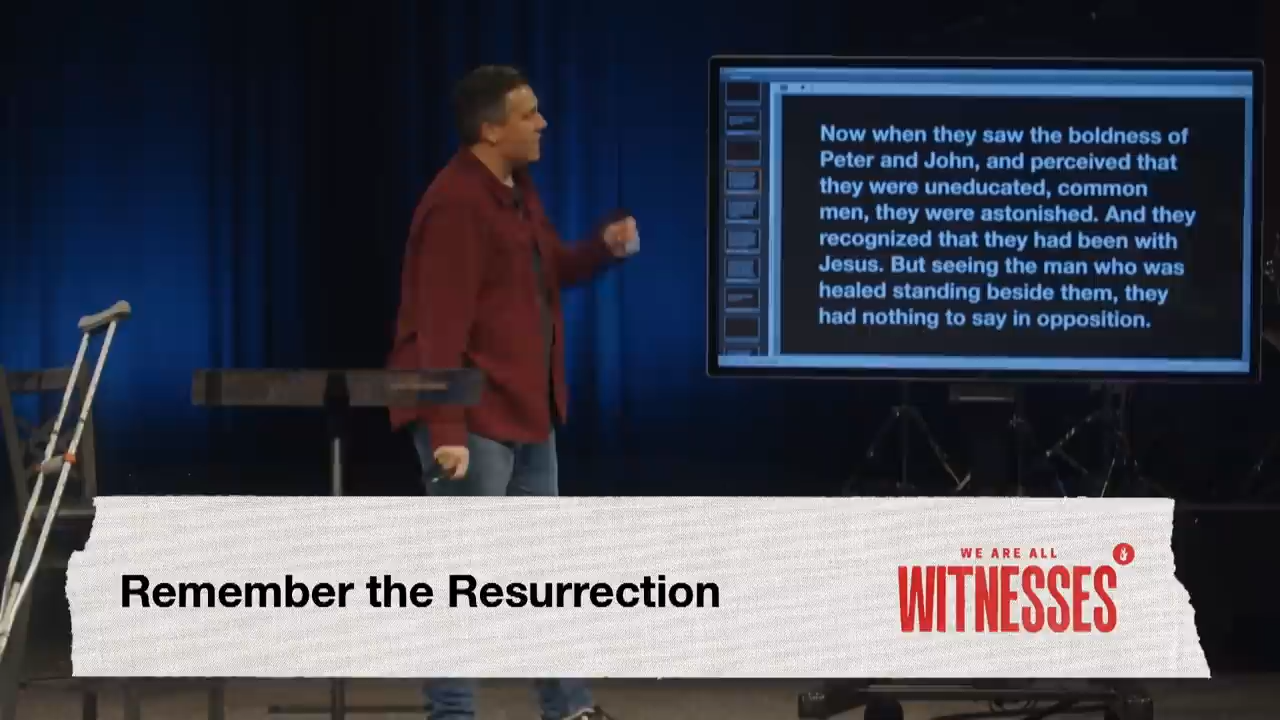 Now when they saw the boldness of
Peter and John, and perceived that
they were uneducated, common
men, they were astonished. And they
recognized that they had been with
Jesus. But seeing the man who was
healed standing beside them, they
had nothing to say in opposition.
Remember the Resurrection
WE ARE ALL
WITNESSES